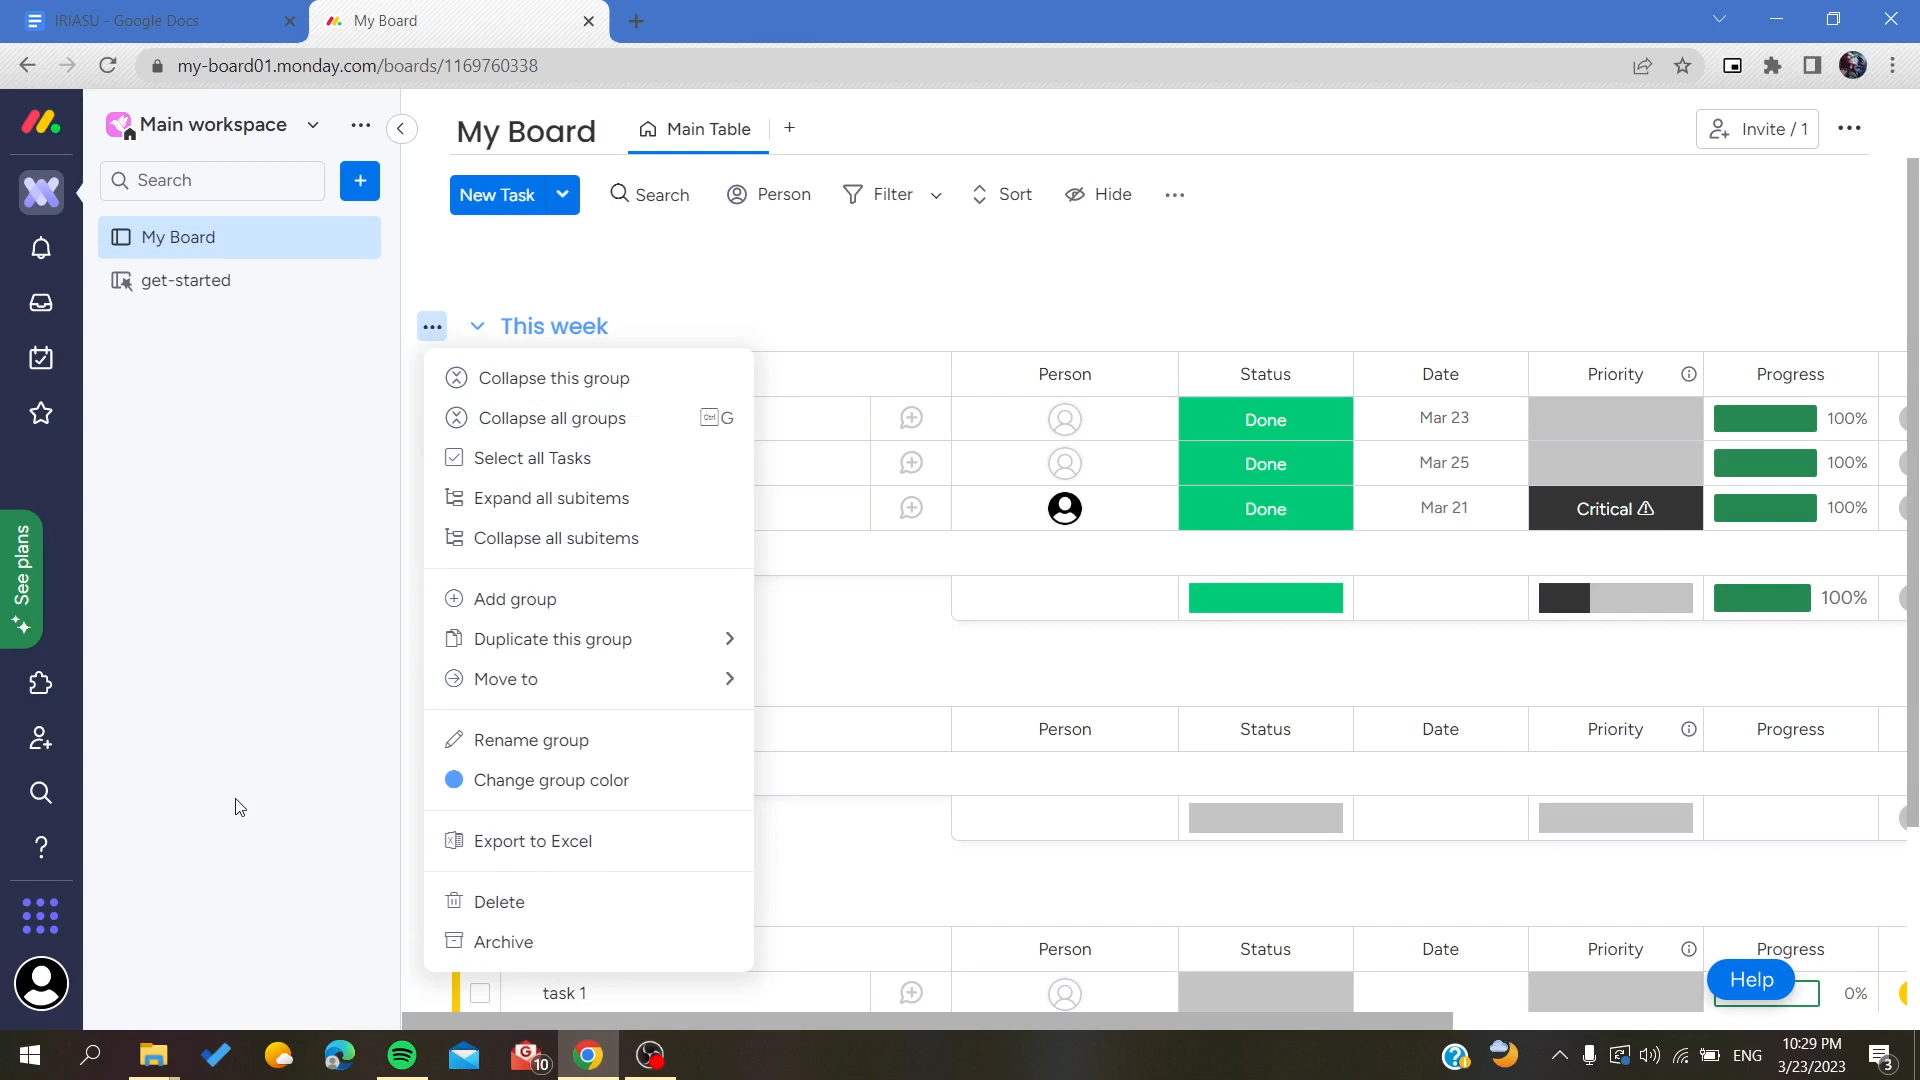 IRIASU - Google Docs
My Board
my-board01.monday.com/boards/1169760338
Main workspace
Search
My Board
get-started
See plans
My Board
Main Table
Invite / 1
New Task
Search
Person
Filter
Sort
Hide
This week
Collapse this group
Collapse all groups
Ctrl G
Select all Tasks
Expand all subitems
Collapse all subitems
Add group
Duplicate this group
Move to
Rename group
Change group color
Export to Excel
Delete
Archive
Person Status Date Priority Progress
Done Mar 23 100%
Done Mar 25 100%
Done Mar 21 Critical 100%
100%
Person Status Date Priority Progress
Person Status Date Priority Progress
task 1
0%
Help
10
ENG
10:29 PM
3/23/2023
3